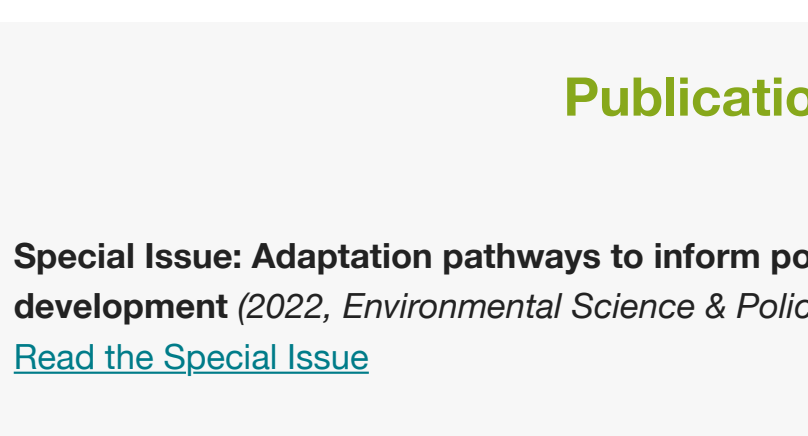 Publicatio
Special Issue: Adaptation pathways to inform po
development (2022, Environmental Science & Polic
Read the Special Issue